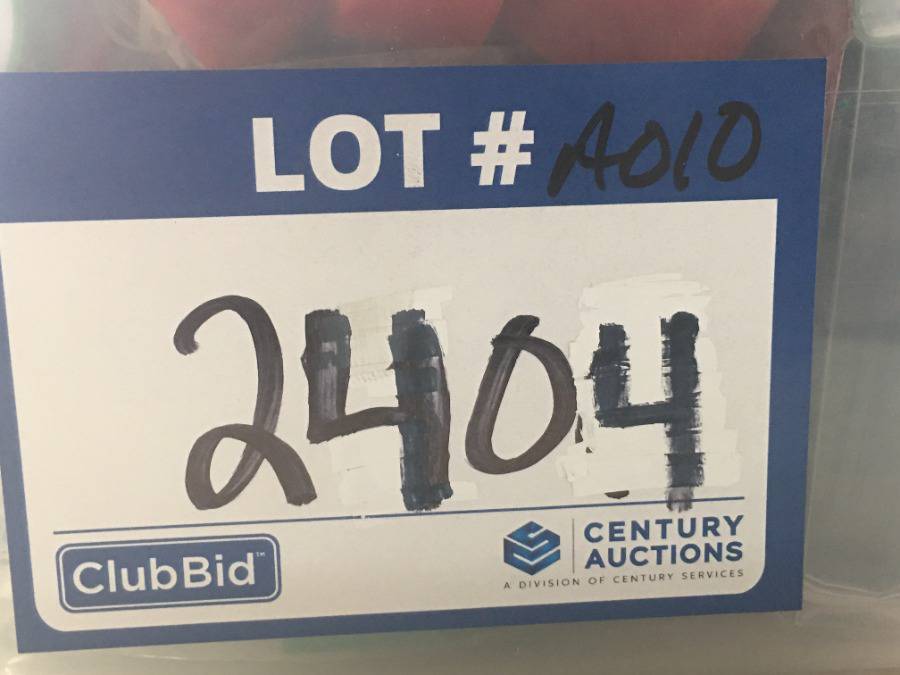 LOT # A010
2404
ClubBid™
CENTURY
AUCTIONS
A DIVISION OF CENTURY SERVICES